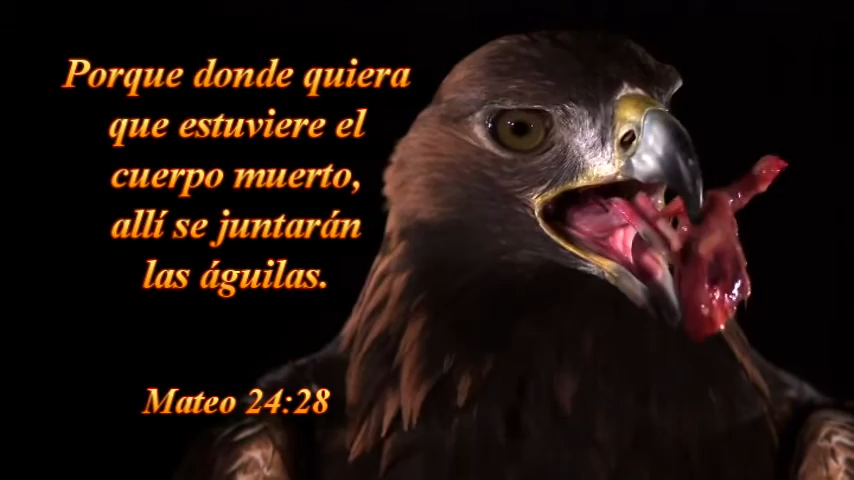 Porque donde quiera
que estuviere el
cuerpo muerto,
allí se juntarán
las águilas.
Mateo 24:28